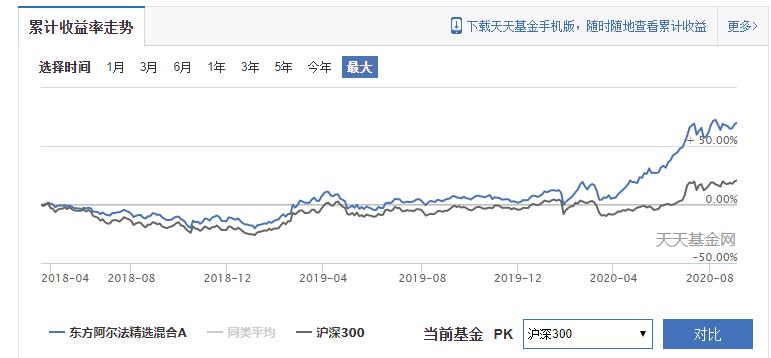 累计收益率走势
下载天天基金手机版，随时随地查看累计收益
更多>
选择时间 1月 3月 6月 1年 3年 5年 今年 最大
+ 50.00%
0.00%
天天基金网
-50.00%
2018-04 2018-08 2018-12 2019-04 2019-08 2019-12 2020-04 2020-08
东方阿尔法精选混合A 同类平均 沪深300
当前基金 PK 沪深300 ▼ 对比